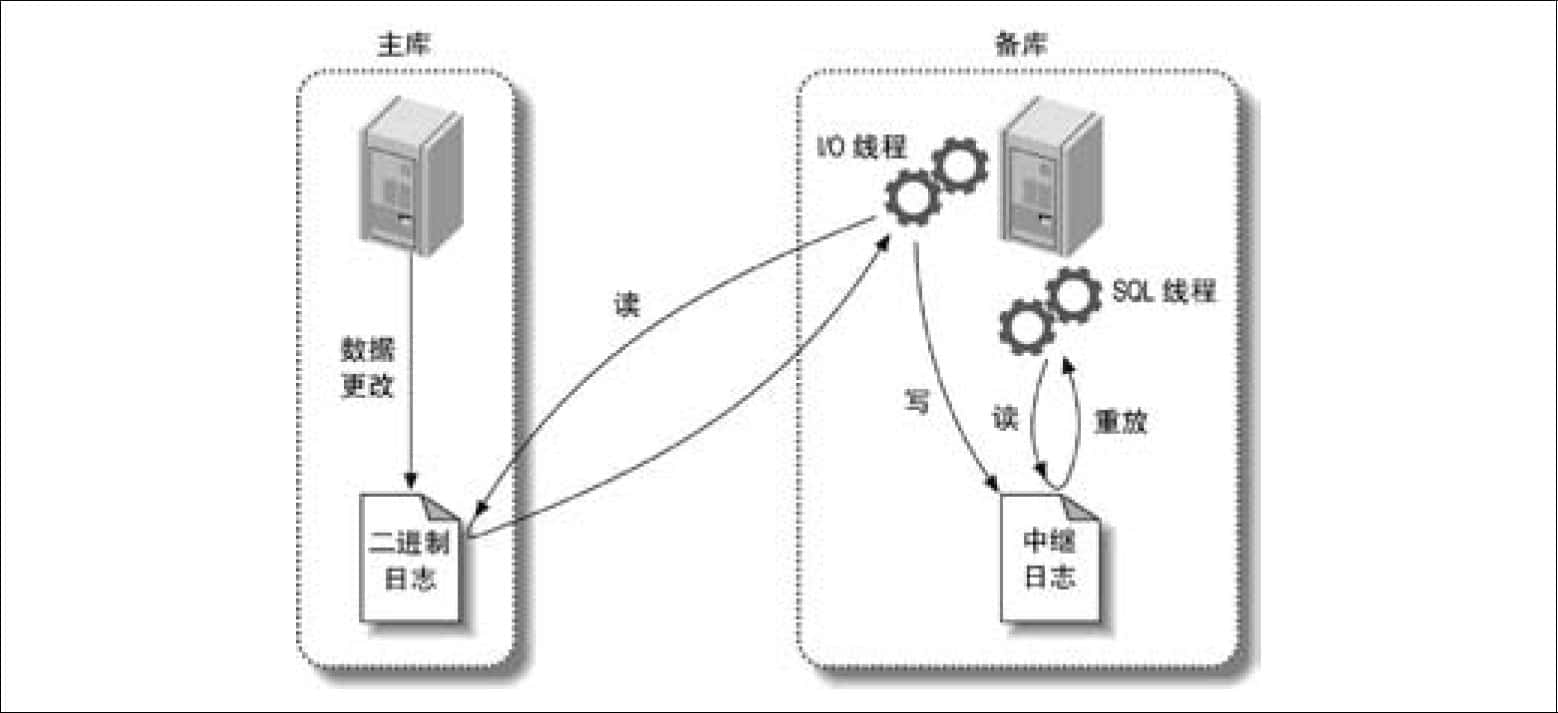 主库
备库
I/O 线程
SQL 线程
读
数据
更改
写
读
重放
二进制
日志
中继
日志